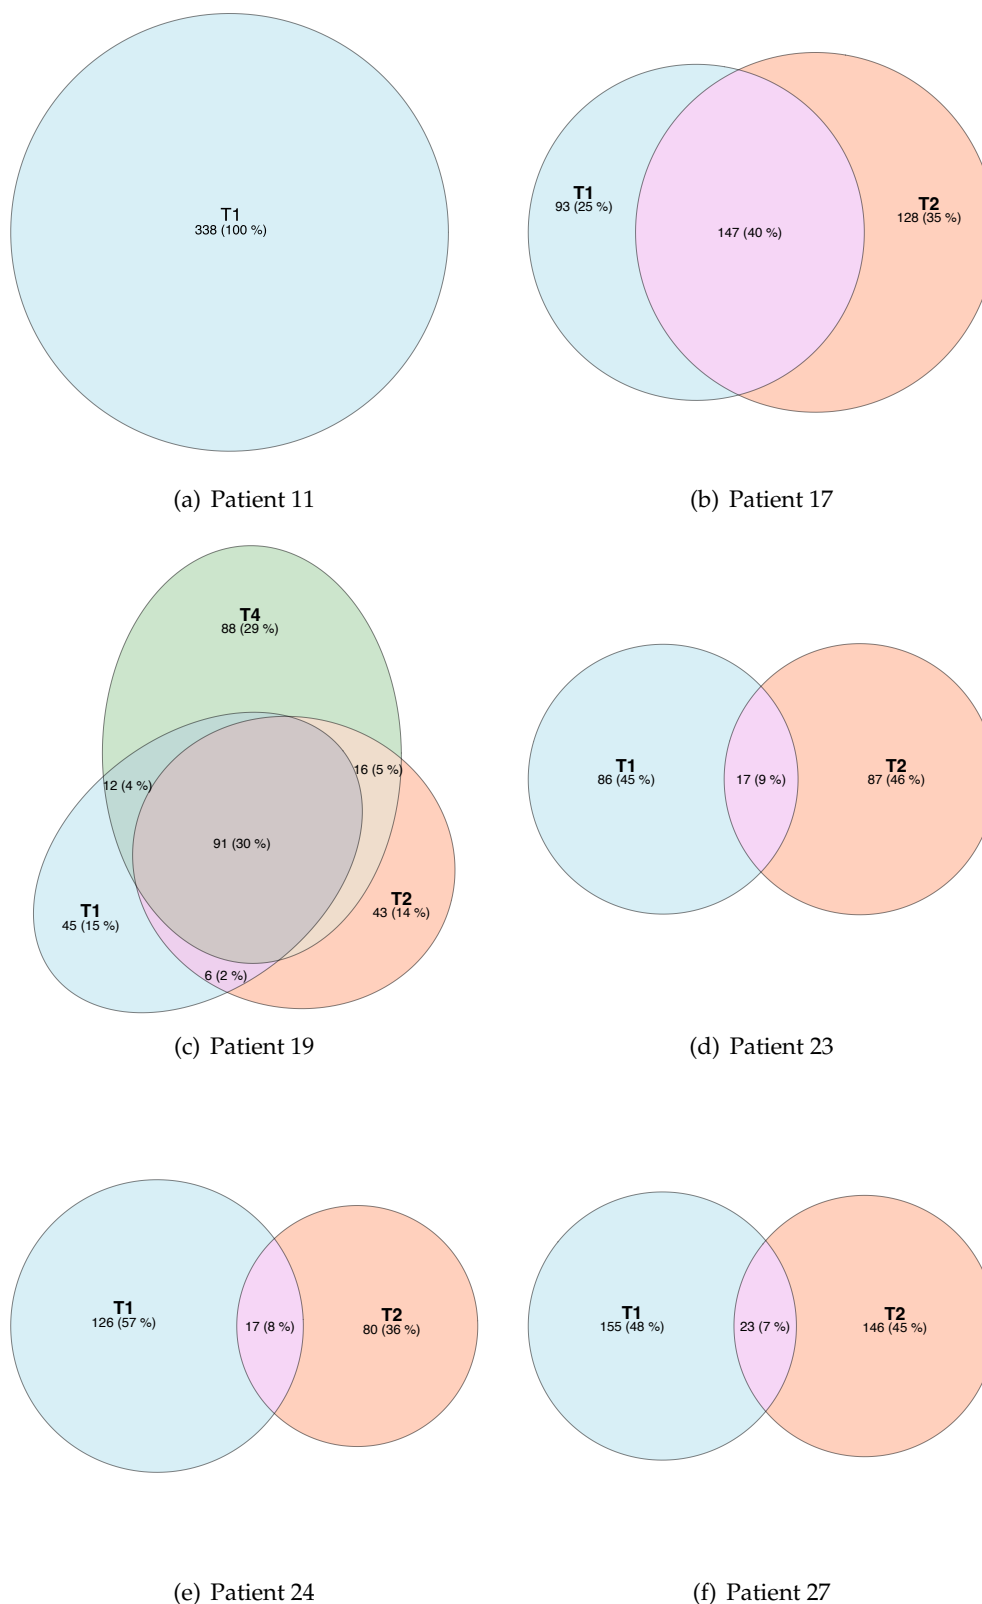 T1
338 (100 %)
(a) Patient 11
T1
93 (25 %)
147 (40 %)
T2
128 (35 %)
(b) Patient 17
T4
88 (29 %)
12 (4 %)
16 (5 %)
91 (30 %)
T1
45 (15 %)
T2
43 (14 %)
6 (2 %)
(c) Patient 19
T1
86 (45 %)
17 (9 %)
T2
87 (46 %)
(d) Patient 23
T1
126 (57 %)
17 (8 %)
T2
80 (36 %)
(e) Patient 24
T1
155 (48 %)
23 (7 %)
T2
146 (45 %)
(f) Patient 27